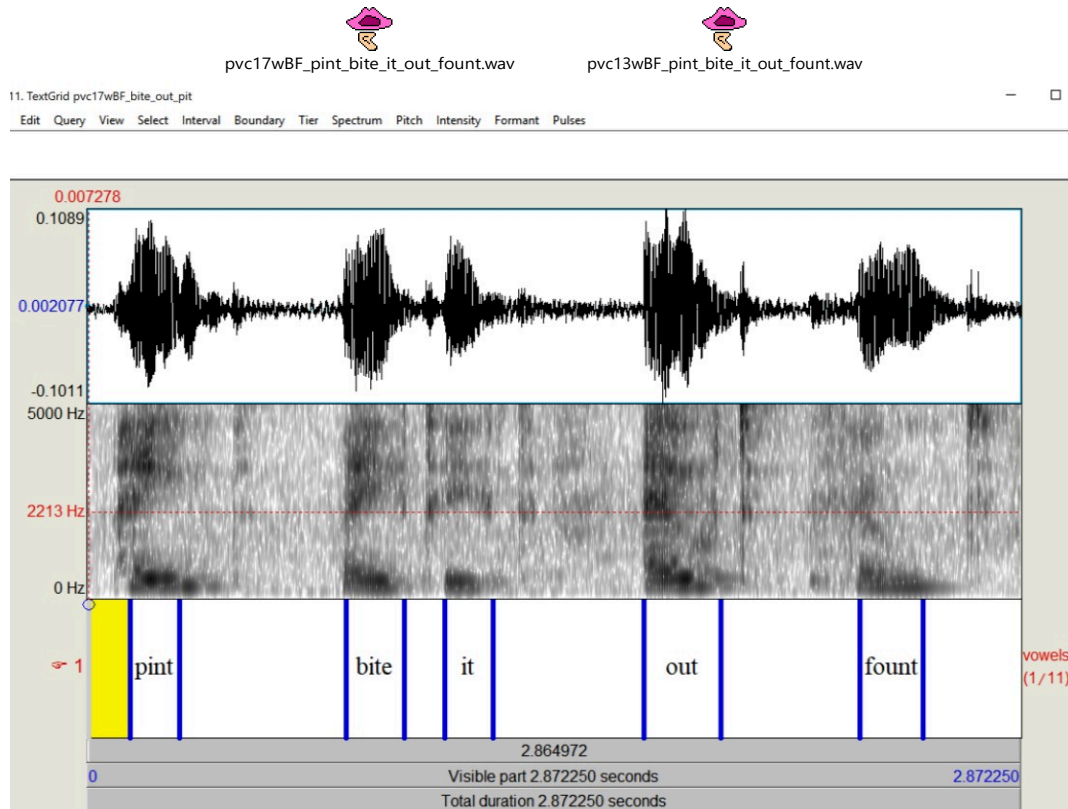 pvc17wBF_pint_bite_it_out_fount.wav pvc13wBF_pint_bite_it_out_fount.wav
11. TextGrid pvc17wBF_bite_out_pit
Edit Query View Select Interval Boundary Tier Spectrum Pitch Intensity Formant Pulses
0.007278
0.1089
0.002077
-0.1011
5000 Hz
2213 Hz
0 Hz
1 pint bite it out fount vowels
(1/11)
2.864972
0 Visible part 2.872250 seconds 2.872250
Total duration 2.872250 seconds